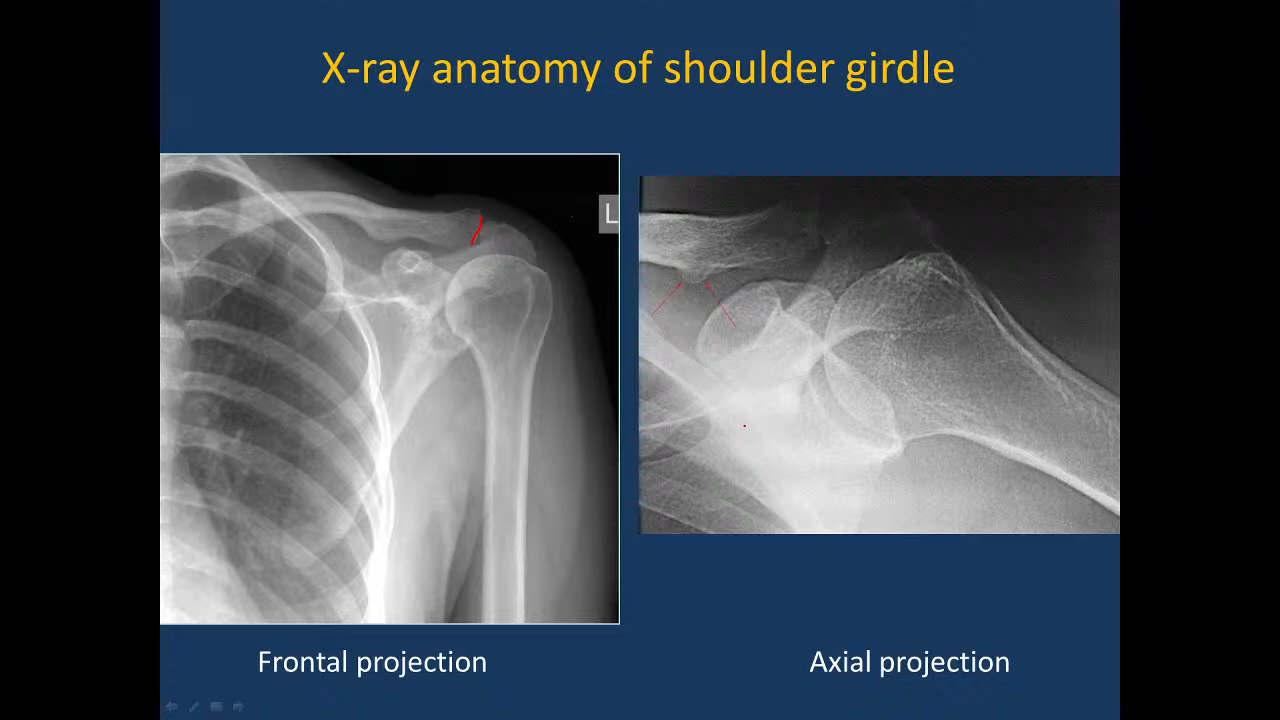 X-ray anatomy of shoulder girdle
L
Frontal projection
Axial projection